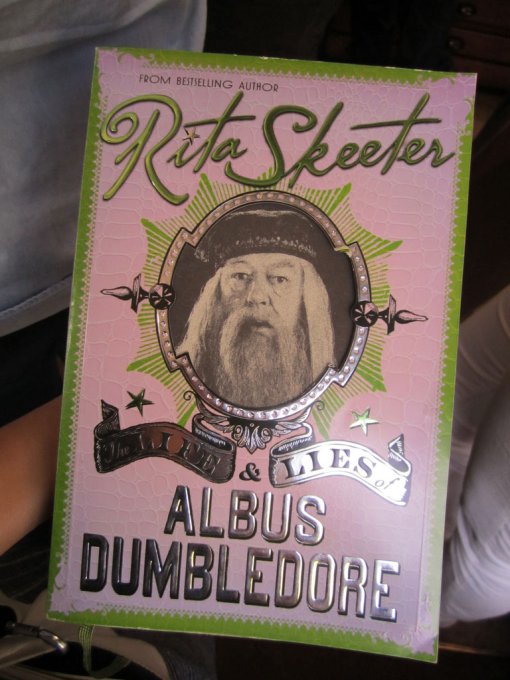 FROM BESTSELLING AUTHOR
Rita Skeeter
The LIFE
& LIES of
ALBUS
DUMBLEDORE